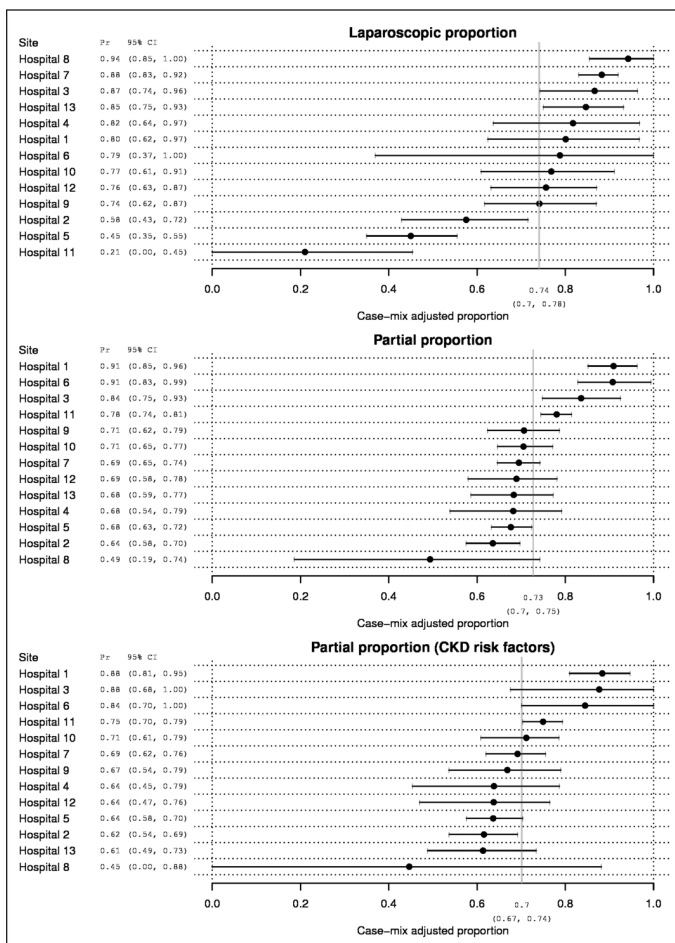 Laparoscopic proportion
Site Pr 95% CI
Hospital 8 0.94 (0.85, 1.00)
Hospital 7 0.88 (0.83, 0.92)
Hospital 3 0.87 (0.74, 0.96)
Hospital 13 0.85 (0.75, 0.93)
Hospital 4 0.82 (0.64, 0.97)
Hospital 1 0.80 (0.62, 0.97)
Hospital 6 0.79 (0.37, 1.00)
Hospital 10 0.77 (0.61, 0.91)
Hospital 12 0.76 (0.63, 0.87)
Hospital 9 0.74 (0.62, 0.87)
Hospital 2 0.58 (0.43, 0.72)
Hospital 5 0.45 (0.35, 0.55)
Hospital 11 0.21 (0.00, 0.45)
0.0 0.2 0.4 0.6 0.74 0.8 1.0
(0.7, 0.78)
Case-mix adjusted proportion
Partial proportion
Site Pr 95% CI
Hospital 1 0.91 (0.85, 0.96)
Hospital 6 0.91 (0.83, 0.99)
Hospital 3 0.84 (0.75, 0.93)
Hospital 11 0.78 (0.74, 0.81)
Hospital 9 0.71 (0.62, 0.79)
Hospital 10 0.71 (0.65, 0.77)
Hospital 7 0.69 (0.65, 0.74)
Hospital 12 0.69 (0.58, 0.78)
Hospital 13 0.68 (0.59, 0.77)
Hospital 4 0.68 (0.54, 0.79)
Hospital 5 0.68 (0.63, 0.72)
Hospital 2 0.64 (0.58, 0.70)
Hospital 8 0.49 (0.19, 0.74)
0.0 0.2 0.4 0.6 0.73 0.8 1.0
(0.7, 0.75)
Case-mix adjusted proportion
Partial proportion (CKD risk factors)
Site Pr 95% CI
Hospital 1 0.88 (0.81, 0.95)
Hospital 3 0.88 (0.68, 1.00)
Hospital 6 0.84 (0.70, 1.00)
Hospital 11 0.75 (0.70, 0.79)
Hospital 10 0.71 (0.61, 0.79)
Hospital 7 0.69 (0.62, 0.76)
Hospital 9 0.67 (0.54, 0.79)
Hospital 4 0.64 (0.45, 0.79)
Hospital 12 0.64 (0.47, 0.76)
Hospital 5 0.64 (0.58, 0.70)
Hospital 2 0.62 (0.54, 0.69)
Hospital 13 0.61 (0.49, 0.73)
Hospital 8 0.45 (0.00, 0.88)
0.0 0.2 0.4 0.6 0.7 0.8 1.0
(0.67, 0.74)
Case-mix adjusted proportion